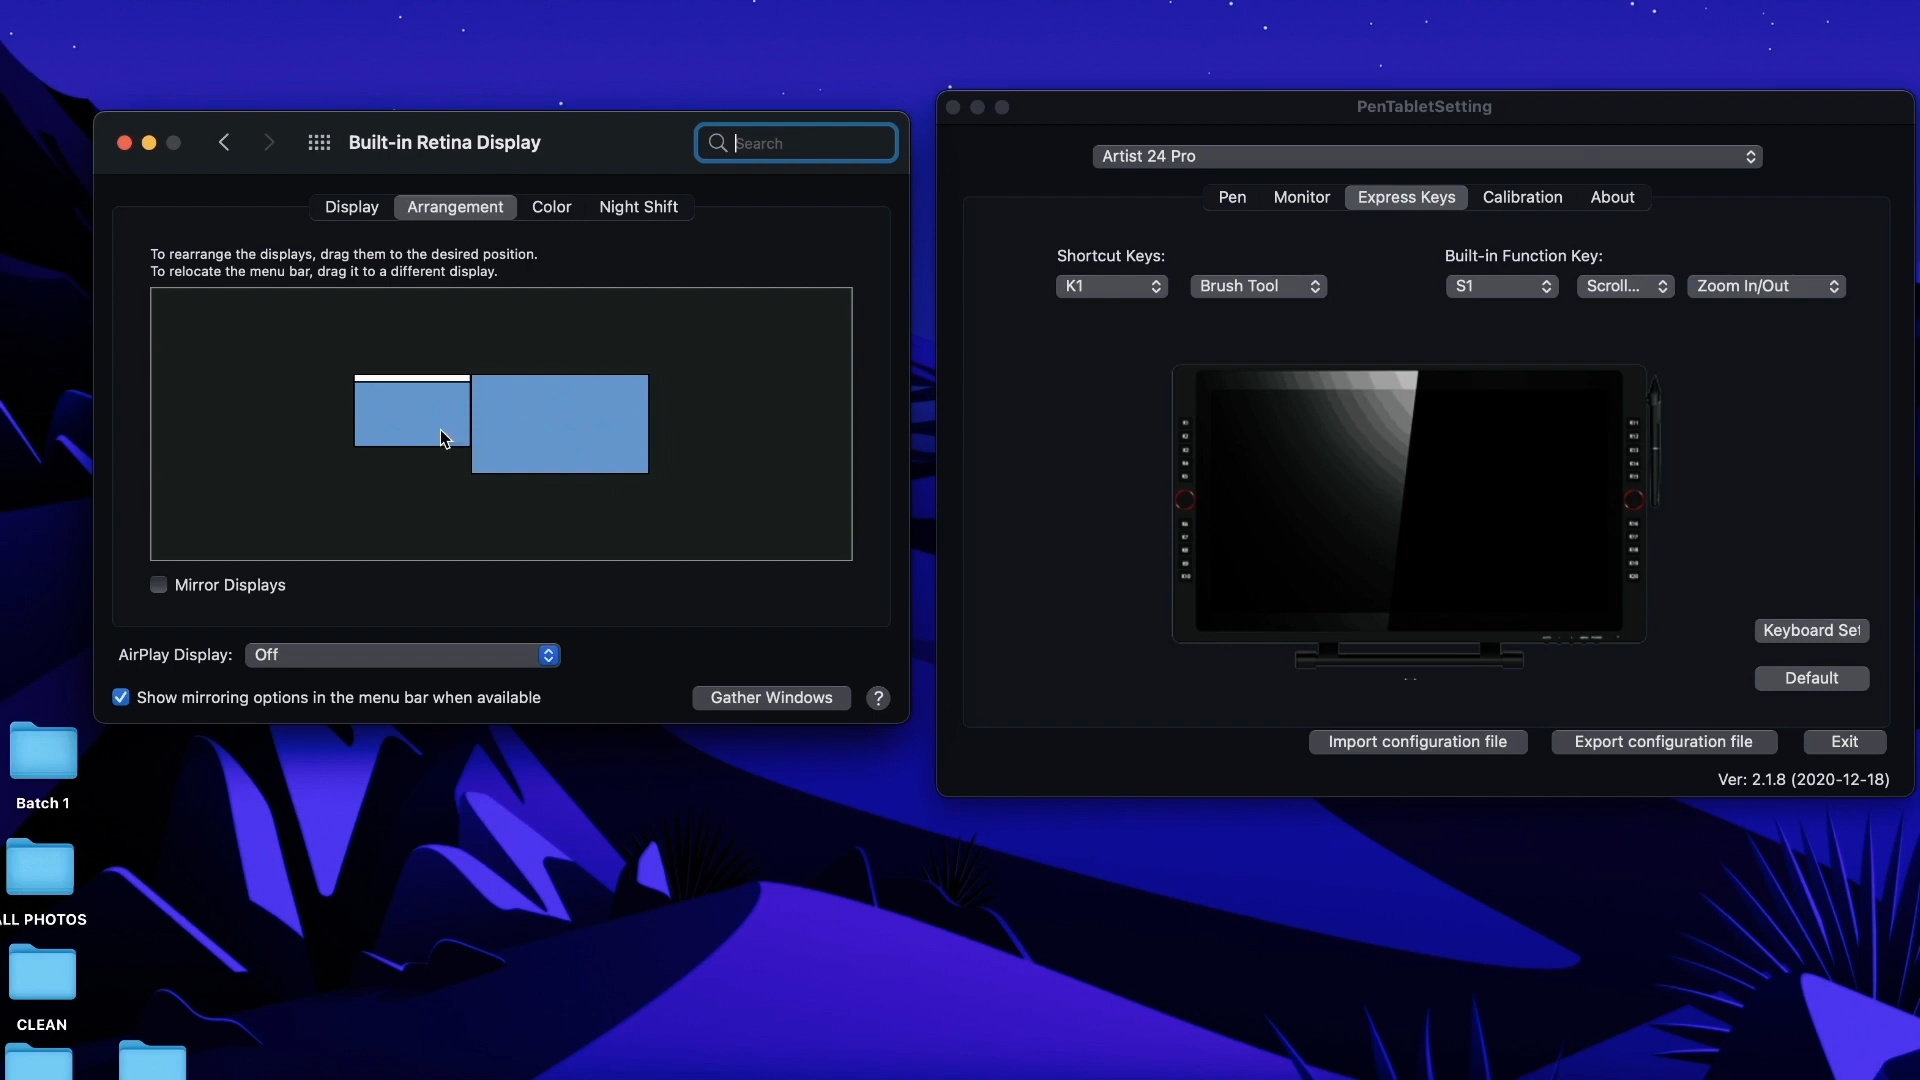 Built-in Retina Display
Search
Display
Arrangement
Color
Night Shift
To rearrange the displays, drag them to the desired position.
To relocate the menu bar, drag it to a different display.
Mirror Displays
AirPlay Display:
Off
Show mirroring options in the menu bar when available
Gather Windows
?
PenTabletSetting
Artist 24 Pro
Pen
Monitor
Express Keys
Calibration
About
Shortcut Keys:
Built-in Function Key:
K1
Brush Tool
S1
Scroll...
Zoom In/Out
Keyboard Set
Default
Import configuration file
Export configuration file
Exit
Ver: 2.1.8 (2020-12-18)
Batch 1
ALL PHOTOS
CLEAN